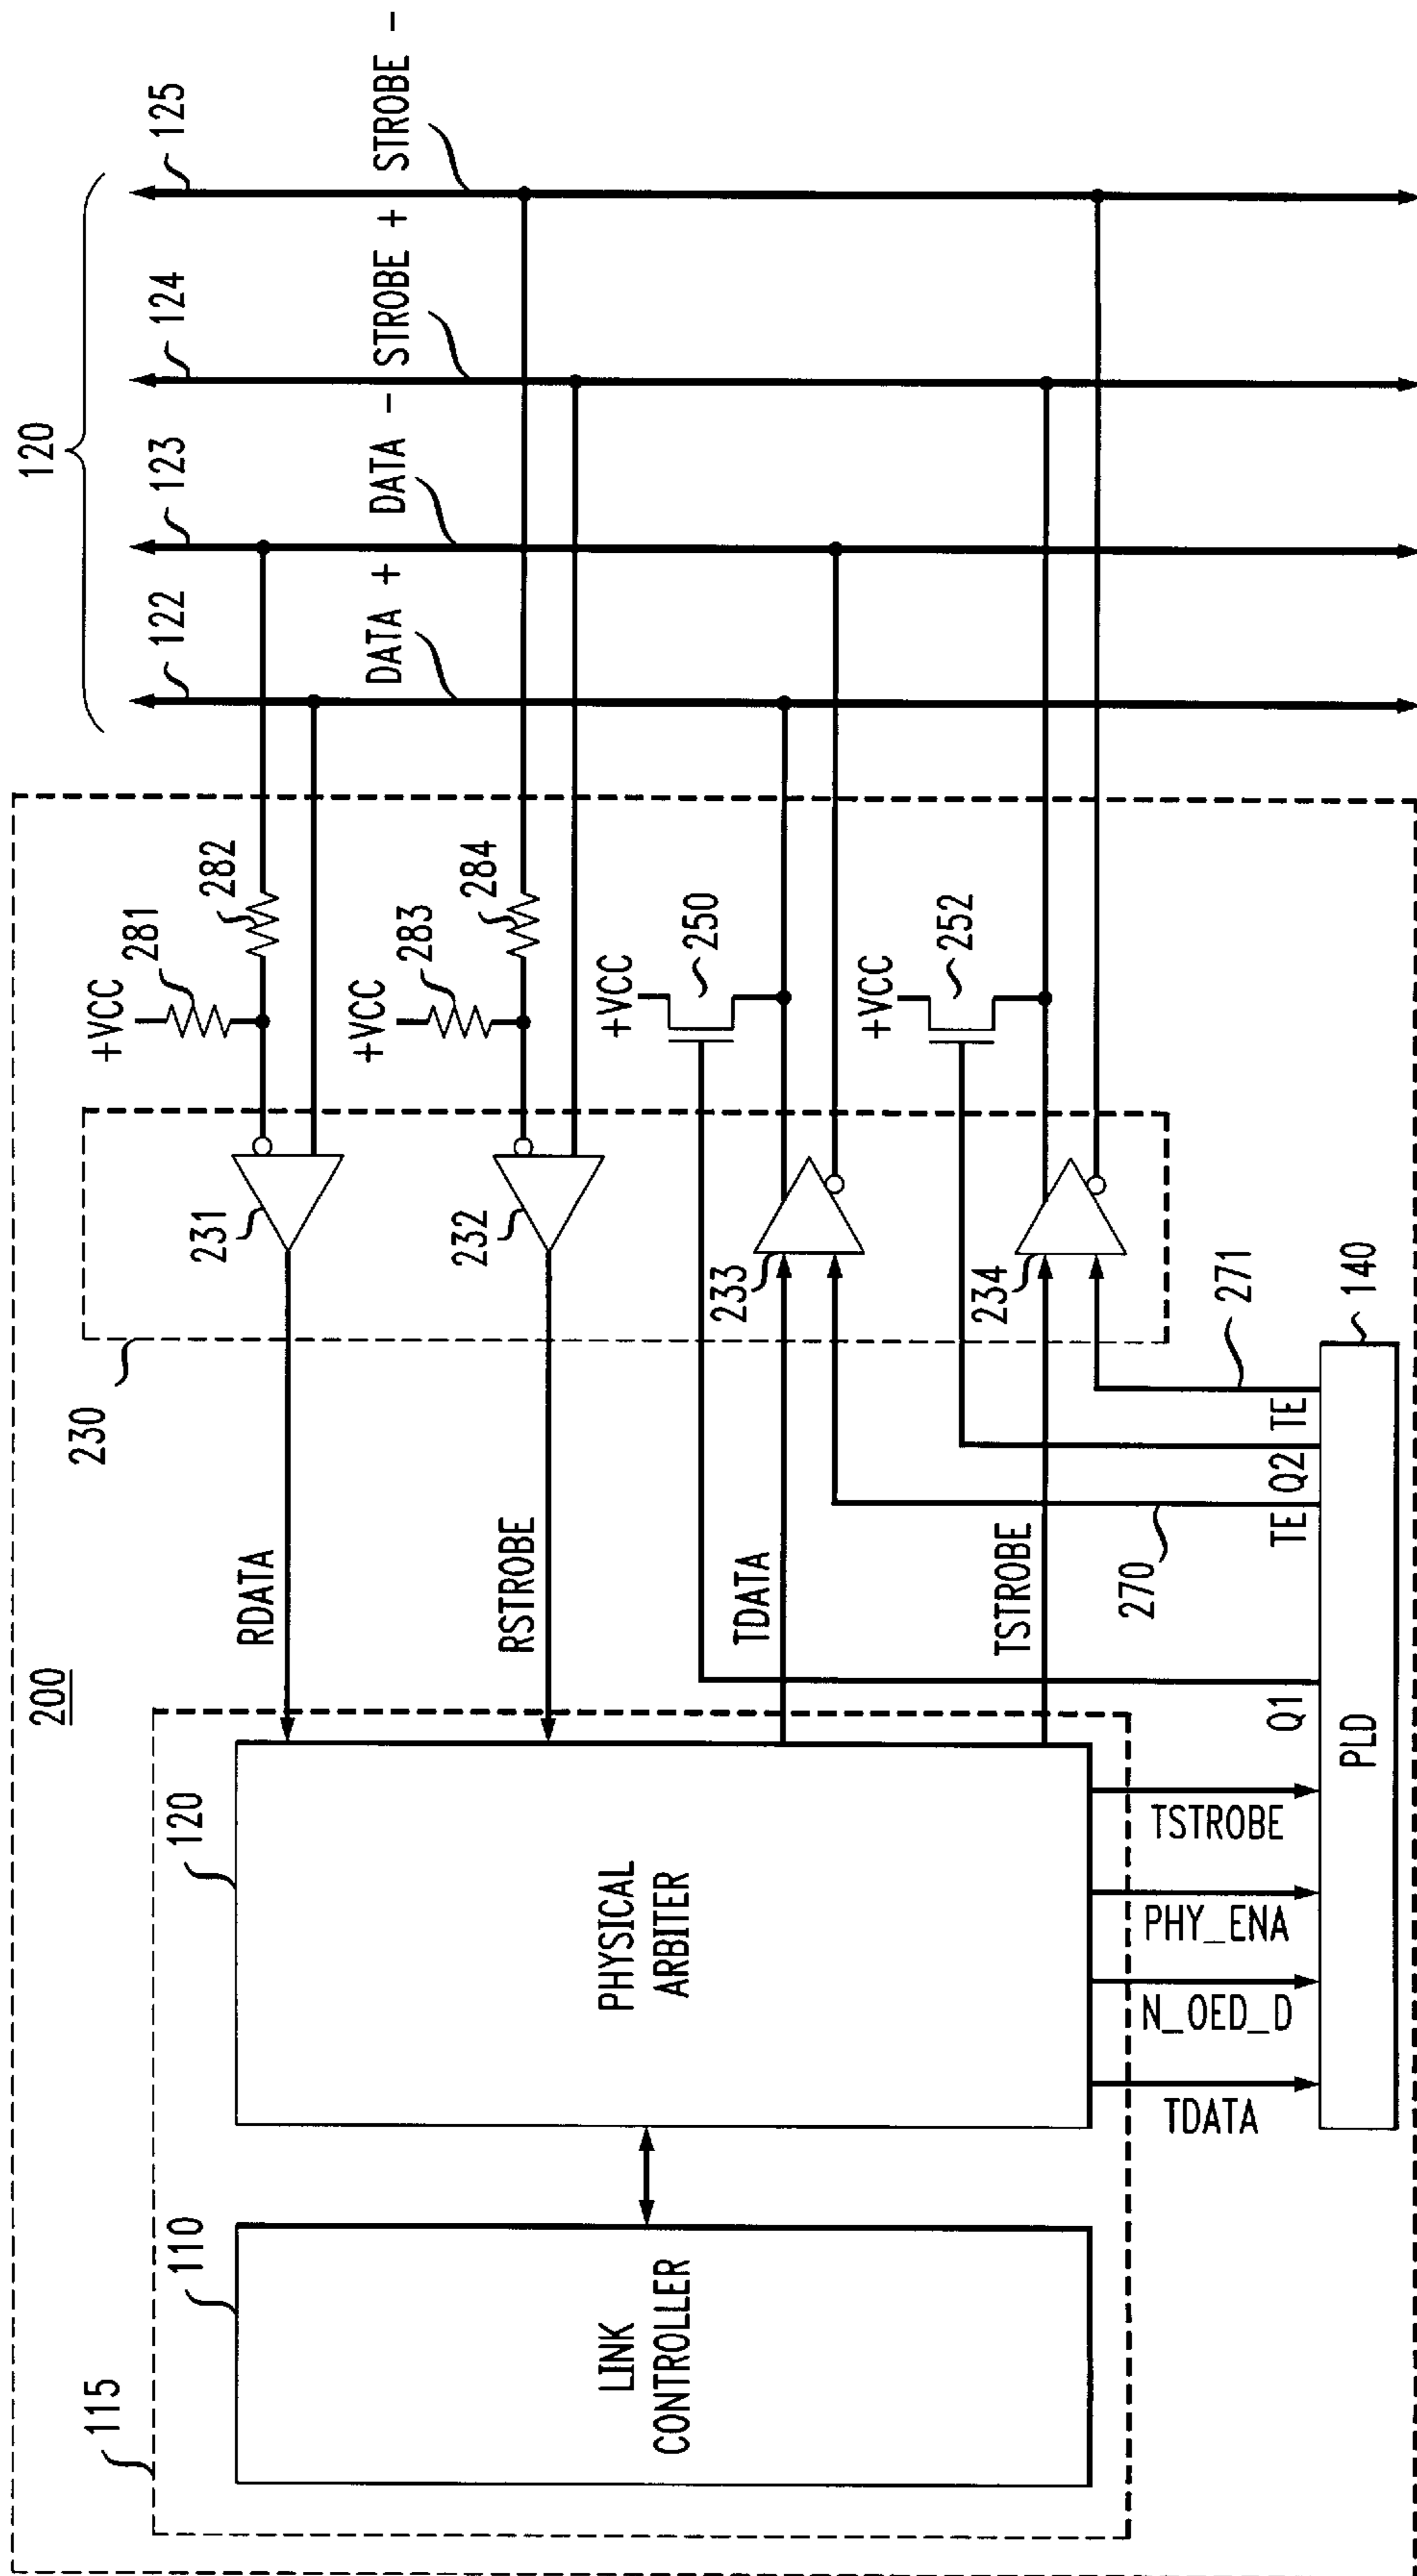 200
115
110
LINK
CONTROLLER
120
PHYSICAL
ARBITER
RDATA
RSTROBE
TDATA
TSTROBE
TDATA
N_OED_D
PHY_ENA
TSTROBE
PLD
140
Q1
TE
Q2
TE
270
271
230
231
232
233
234
+VCC
281
282
+VCC
283
284
+VCC
250
+VCC
252
120
122
123
124
125
DATA +
DATA -
STROBE +
STROBE -